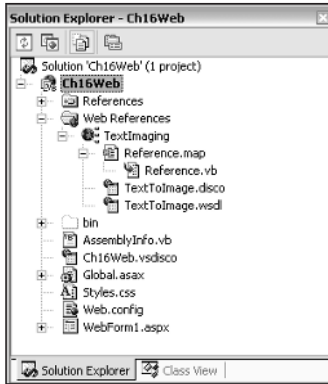 Solution Explorer - Ch16Web
Solution 'Ch16Web' (1 project)
Ch16Web
References
Web References
TextImaging
Reference.map
Reference.vb
TextToImage.disco
TextToImage.wsdl
bin
AssemblyInfo.vb
Ch16Web.vsdisco
Global.asax
Styles.css
Web.config
WebForm1.aspx
Solution Explorer Class View